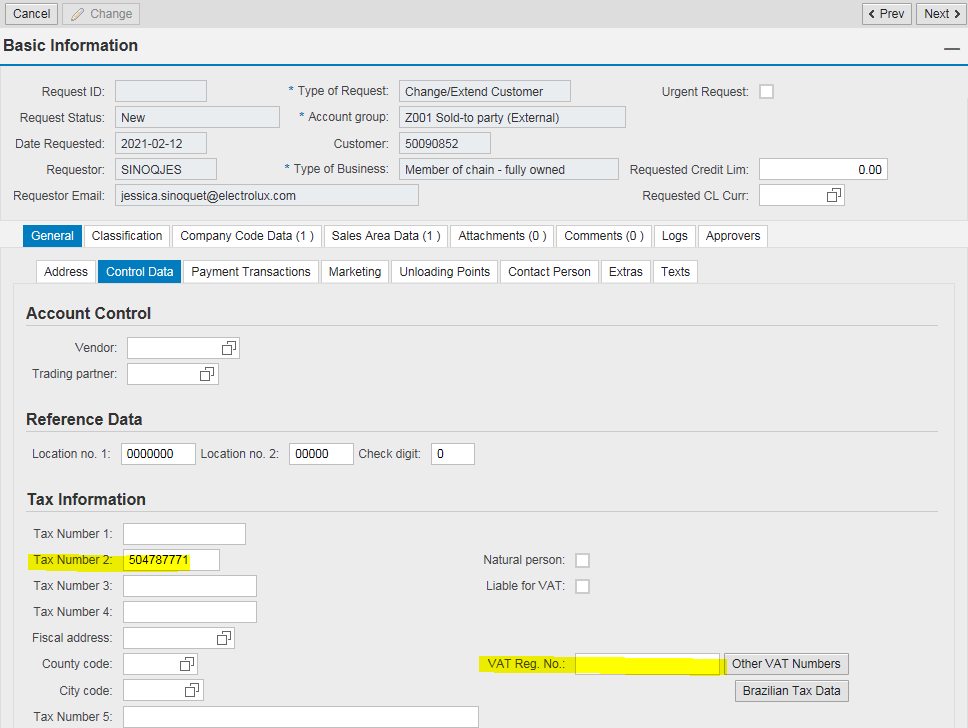 Cancel Change Prev Next
Basic Information
Request ID: * Type of Request: Change/Extend Customer Urgent Request:
Request Status: New * Account group: Z001 Sold-to party (External)
Date Requested: 2021-02-12 Customer: 50090852
Requestor: SINOQJES * Type of Business: Member of chain - fully owned Requested Credit Lim: 0.00
Requestor Email: jessica.sinoquet@electrolux.com Requested CL Curr:
General Classification Company Code Data (1 ) Sales Area Data (1 ) Attachments (0 ) Comments (0 ) Logs Approvers
Address Control Data Payment Transactions Marketing Unloading Points Contact Person Extras Texts
Account Control
Vendor:
Trading partner:
Reference Data
Location no. 1: 0000000 Location no. 2: 00000 Check digit: 0
Tax Information
Tax Number 1:
Tax Number 2: 504787771 Natural person:
Tax Number 3: Liable for VAT:
Tax Number 4:
Fiscal address:
County code: VAT Reg. No.: Other VAT Numbers
City code: Brazilian Tax Data
Tax Number 5: